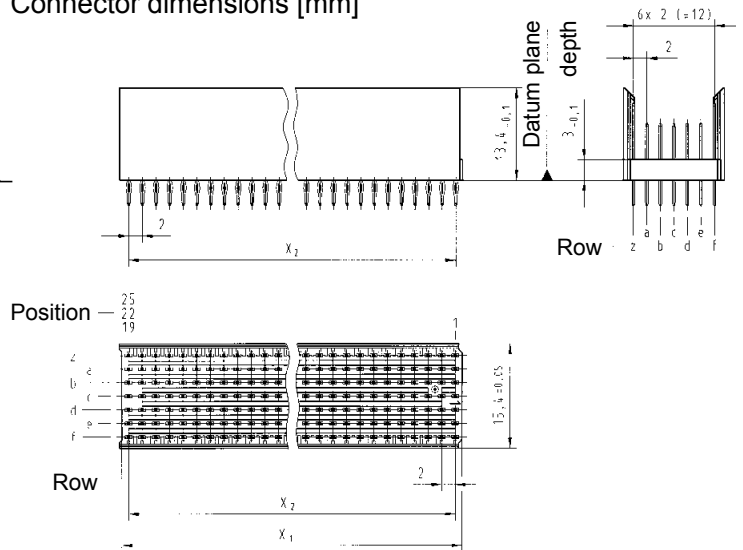 Connector dimensions [mm]
6x 2 (=12)
2
13,4 -0,1
Datum plane
depth
3 -0,1
2
X2
Row
z a b c d e f
Position
25
22
19
1
z
a
b
c
d
e
f
15,4 ±0,05
Row
2
X2
X1